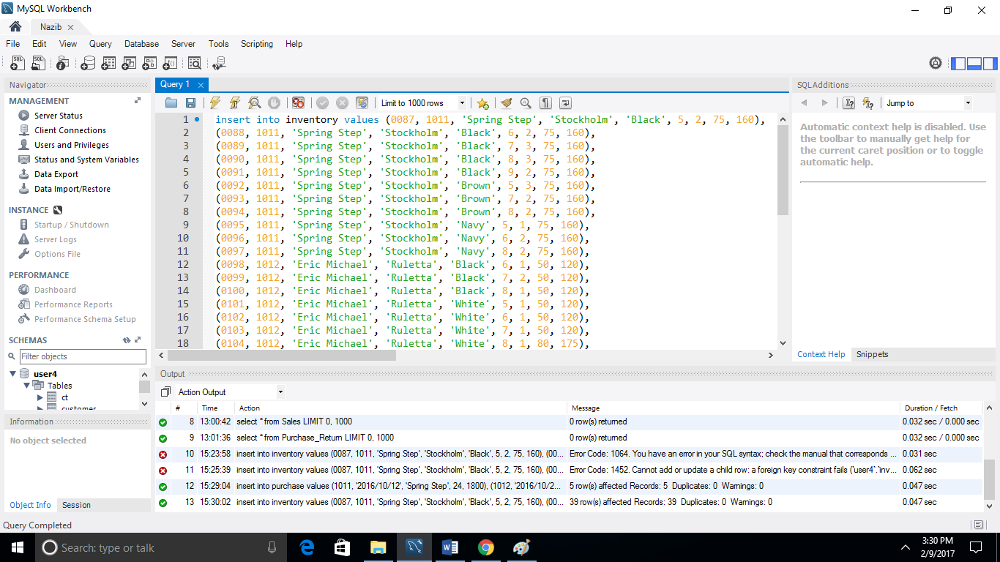 MySQL Workbench
Nazib
File Edit View Query Database Server Tools Scripting Help
Navigator
MANAGEMENT
Server Status
Client Connections
Users and Privileges
Status and System Variables
Data Export
Data Import/Restore
INSTANCE
Startup / Shutdown
Server Logs
Options File
PERFORMANCE
Dashboard
Performance Reports
Performance Schema Setup
SCHEMAS
Filter objects
user4
Tables
ct
customer
Information
No object selected
Object Info Session
Query Completed
Query 1
Limit to 1000 rows
1 insert into inventory values (0087, 1011, 'Spring Step', 'Stockholm', 'Black', 5, 2, 75, 160),
2 (0088, 1011, 'Spring Step', 'Stockholm', 'Black', 6, 2, 75, 160),
3 (0089, 1011, 'Spring Step', 'Stockholm', 'Black', 7, 3, 75, 160),
4 (0090, 1011, 'Spring Step', 'Stockholm', 'Black', 8, 3, 75, 160),
5 (0091, 1011, 'Spring Step', 'Stockholm', 'Black', 9, 2, 75, 160),
6 (0092, 1011, 'Spring Step', 'Stockholm', 'Brown', 5, 3, 75, 160),
7 (0093, 1011, 'Spring Step', 'Stockholm', 'Brown', 7, 2, 75, 160),
8 (0094, 1011, 'Spring Step', 'Stockholm', 'Brown', 8, 2, 75, 160),
9 (0095, 1011, 'Spring Step', 'Stockholm', 'Navy', 5, 1, 75, 160),
10 (0096, 1011, 'Spring Step', 'Stockholm', 'Navy', 6, 2, 75, 160),
11 (0097, 1011, 'Spring Step', 'Stockholm', 'Navy', 8, 2, 75, 160),
12 (0098, 1012, 'Eric Michael', 'Ruletta', 'Black', 6, 1, 50, 120),
13 (0099, 1012, 'Eric Michael', 'Ruletta', 'Black', 7, 2, 50, 120),
14 (0100, 1012, 'Eric Michael', 'Ruletta', 'Black', 8, 1, 50, 120),
15 (0101, 1012, 'Eric Michael', 'Ruletta', 'White', 5, 1, 50, 120),
16 (0102, 1012, 'Eric Michael', 'Ruletta', 'White', 6, 1, 50, 120),
17 (0103, 1012, 'Eric Michael', 'Ruletta', 'White', 7, 1, 50, 120),
18 (0104, 1012, 'Eric Michael', 'Ruletta', 'White', 8, 1, 80, 175),
SQLAdditions
Jump to
Automatic context help is disabled. Use
the toolbar to manually get help for
the current caret position or to toggle
automatic help.
Context Help Snippets
Output
Action Output
# Time Action Message Duration / Fetch
8 13:00:42 select * from Sales LIMIT 0, 1000 0 row(s) returned 0.032 sec / 0.000 sec
9 13:01:36 select * from Purchase_Return LIMIT 0, 1000 0 row(s) returned 0.032 sec / 0.000 sec
10 15:23:58 insert into inventory values (0087, 1011, 'Spring Step', 'Stockholm', 'Black', 5, 2, 75, 160), (00... Error Code: 1064. You have an error in your SQL syntax; check the manual that corresponds ... 0.031 sec
11 15:25:39 insert into inventory values (0087, 1011, 'Spring Step', 'Stockholm', 'Black', 5, 2, 75, 160), (00... Error Code: 1452. Cannot add or update a child row: a foreign key constraint fails (`user4`.`inv... 0.062 sec
12 15:29:04 insert into purchase values (1011, '2016/10/12', 'Spring Step', 24, 1800), (1012, '2016/10/2... 5 row(s) affected Records: 5 Duplicates: 0 Warnings: 0 0.047 sec
13 15:30:02 insert into inventory values (0087, 1011, 'Spring Step', 'Stockholm', 'Black', 5, 2, 75, 160), (00... 39 row(s) affected Records: 39 Duplicates: 0 Warnings: 0 0.047 sec
Search: type or talk
3:30 PM
2/9/2017